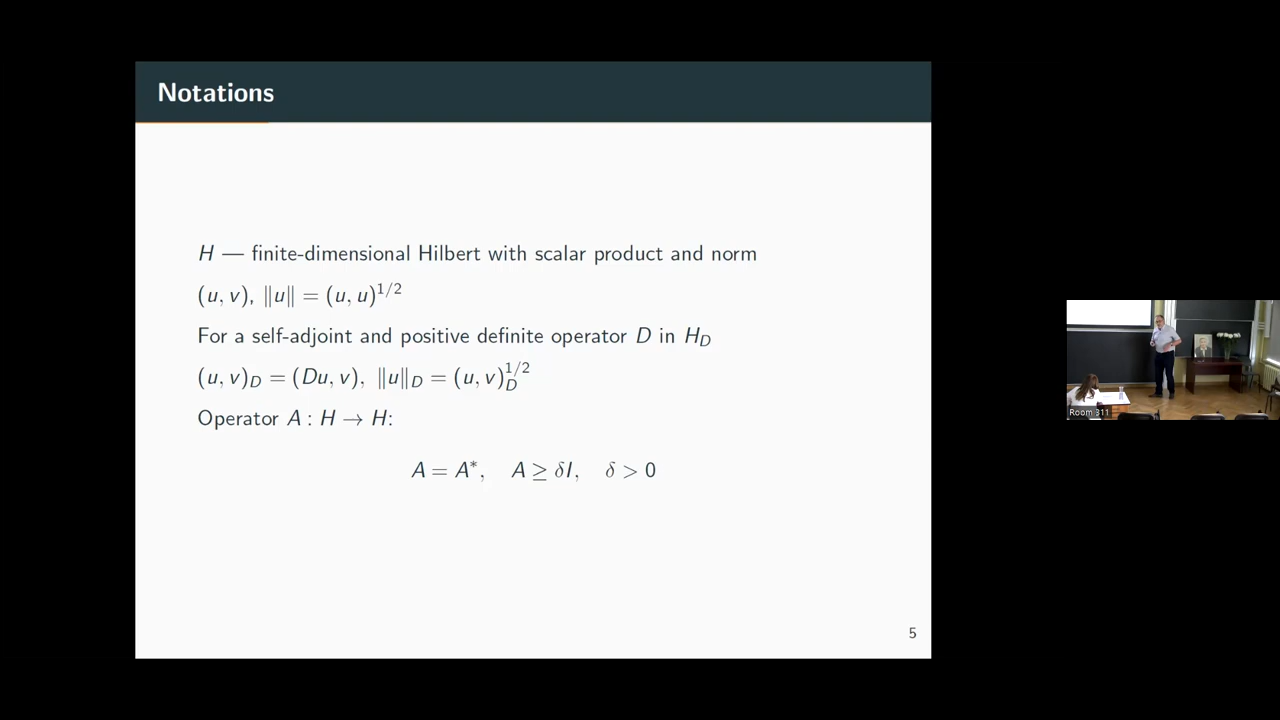 Notations
H — finite-dimensional Hilbert with scalar product and norm
(u, v), ‖u‖ = (u, u)^{1/2}
For a self-adjoint and positive definite operator D in H_D
(u, v)_D = (Du, v), ‖u‖_D = (u, v)_D^{1/2}
Operator A : H → H:
A = A*, A ≥ δI, δ > 0
5
Room 311